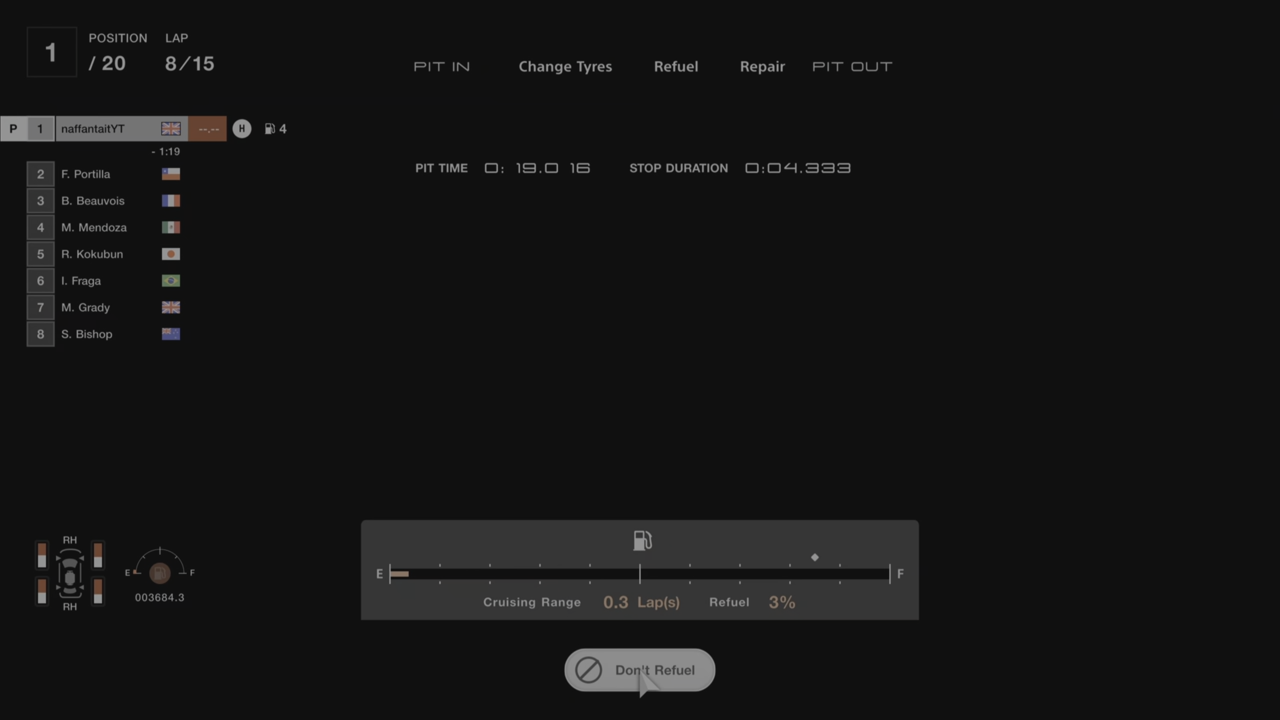 1
POSITION LAP
/ 20 8/15
PIT IN Change Tyres Refuel Repair PIT OUT
P 1 naffantaitYT --.-- H 4
- 1:19
PIT TIME 0: 19.0 16 STOP DURATION 0:04.333
2 F. Portilla
3 B. Beauvois
4 M. Mendoza
5 R. Kokubun
6 I. Fraga
7 M. Grady
8 S. Bishop
RH
E F
RH
003684.3
E F
Cruising Range 0.3 Lap(s) Refuel 3%
Don't Refuel